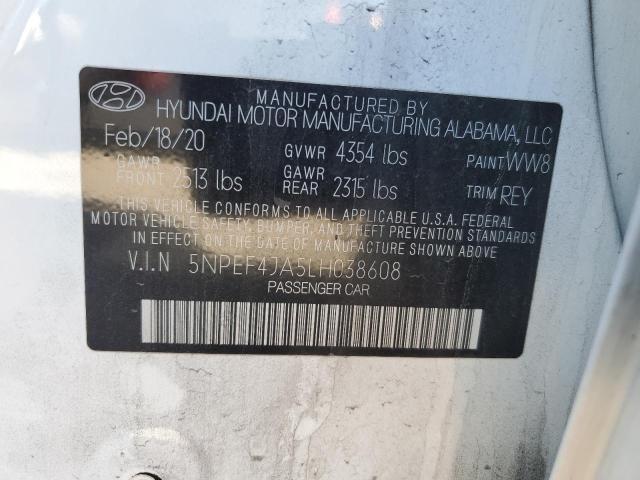 MANUFACTURED BY
HYUNDAI MOTOR MANUFACTURING ALABAMA, LLC
Feb/18/20 GVWR 4354 lbs PAINT WW8
GAWR FRONT 2513 lbs GAWR REAR 2315 lbs TRIM REY
THIS VEHICLE CONFORMS TO ALL APPLICABLE U.S.A. FEDERAL
MOTOR VEHICLE SAFETY, BUMPER, AND THEFT PREVENTION STANDARDS
IN EFFECT ON THE DATE OF MANUFACTURE SHOWN ABOVE.
V.I.N 5NPEF4JA5LH038608
PASSENGER CAR